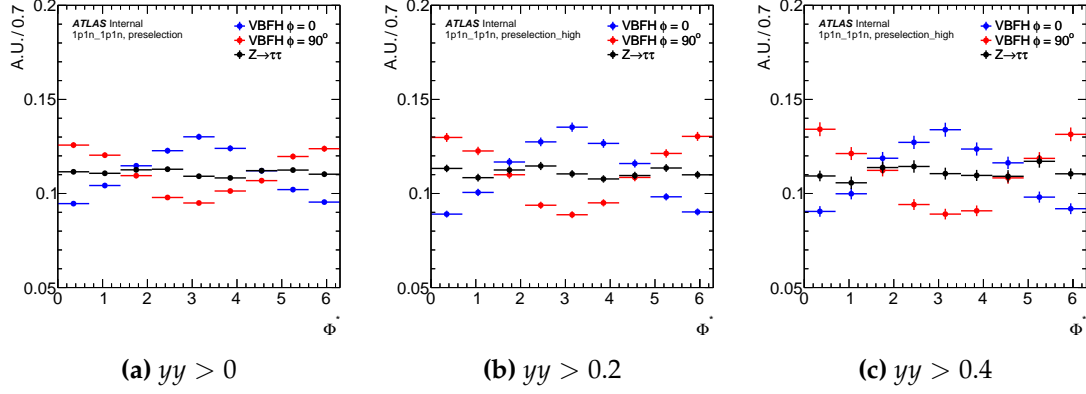 A.U./ 0.7
0.2
0.15
0.1
0.05
ATLAS Internal
1p1n_1p1n, preselection
VBFH ϕ = 0
VBFH ϕ = 90°
Z→ττ
0 1 2 3 4 5 6
Φ*
(a) yy > 0
A.U./ 0.7
0.2
0.15
0.1
0.05
ATLAS Internal
1p1n_1p1n, preselection_high
VBFH ϕ = 0
VBFH ϕ = 90°
Z→ττ
0 1 2 3 4 5 6
Φ*
(b) yy > 0.2
A.U./ 0.7
0.2
0.15
0.1
0.05
ATLAS Internal
1p1n_1p1n, preselection_high
VBFH ϕ = 0
VBFH ϕ = 90°
Z→ττ
0 1 2 3 4 5 6
Φ*
(c) yy > 0.4